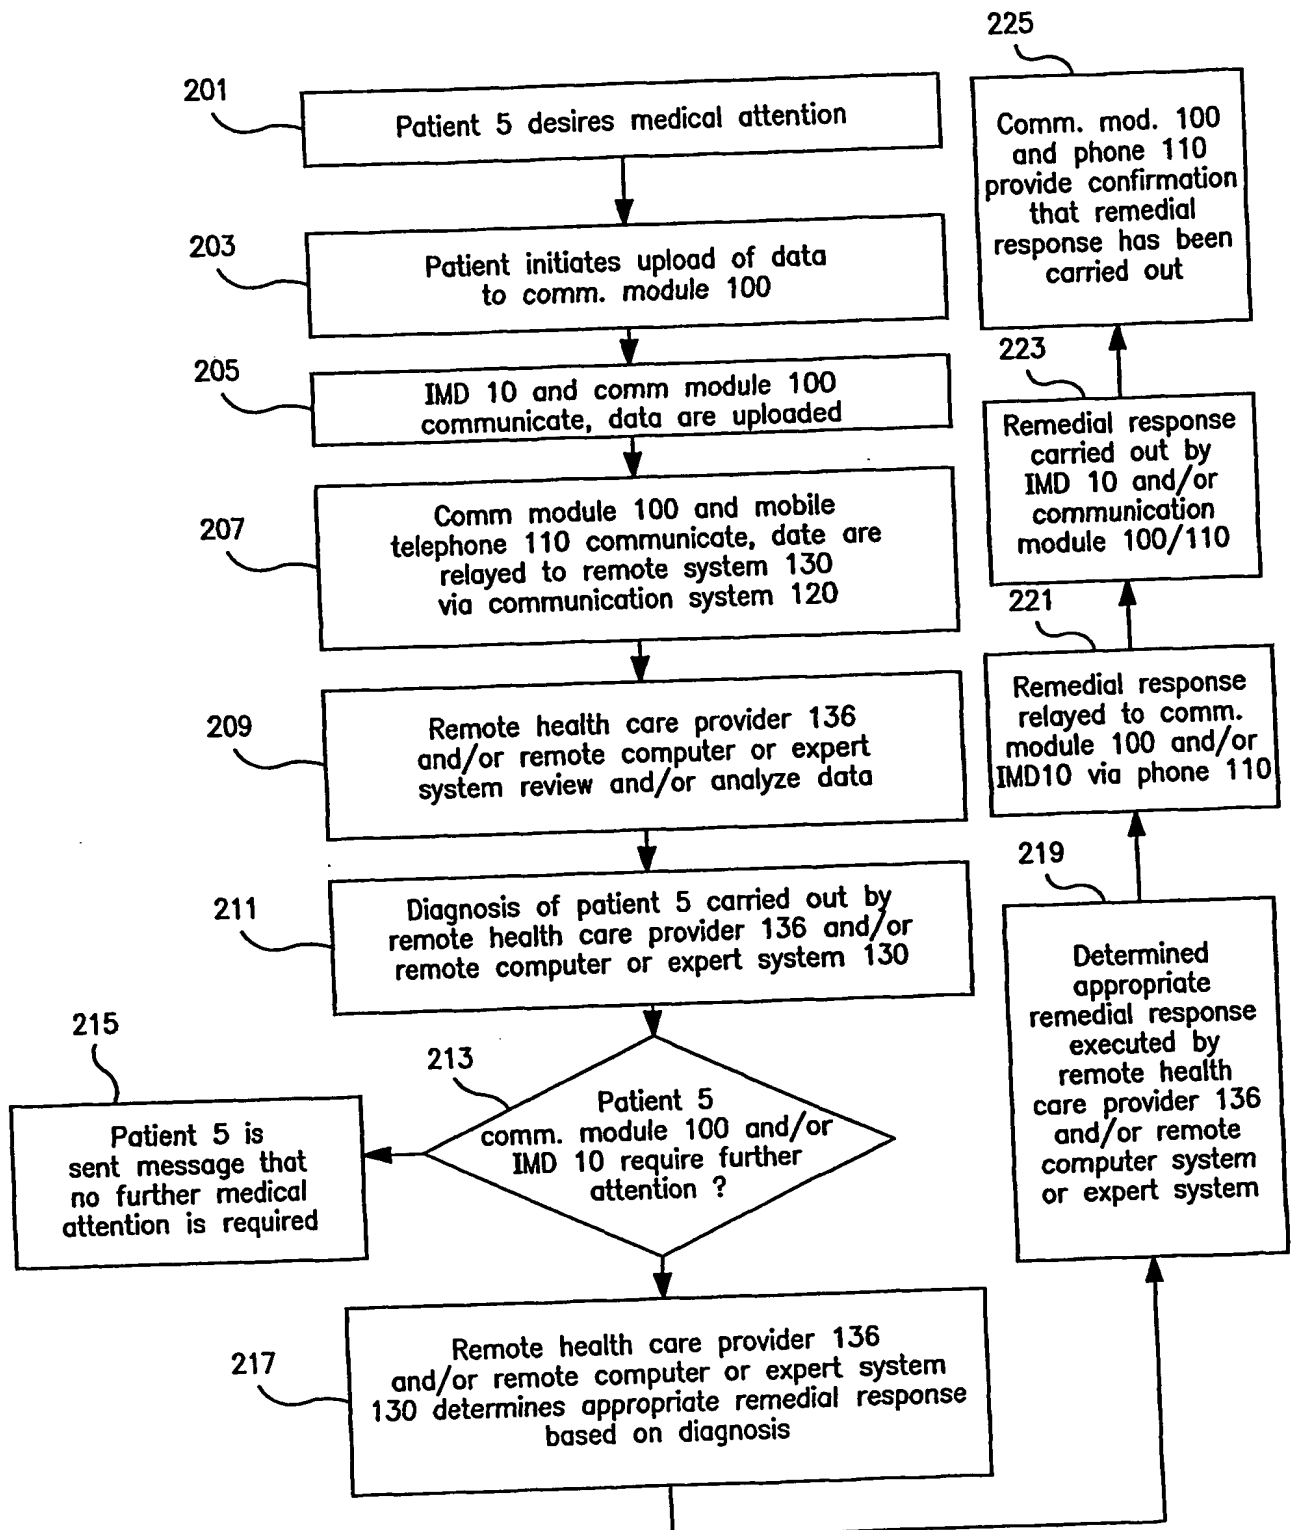 201
Patient 5 desires medical attention
203
Patient initiates upload of data
to comm. module 100
205
IMD 10 and comm module 100
communicate, data are uploaded
207
Comm module 100 and mobile
telephone 110 communicate, date are
relayed to remote system 130
via communication system 120
209
Remote health care provider 136
and/or remote computer or expert
system review and/or analyze data
211
Diagnosis of patient 5 carried out by
remote health care provider 136 and/or
remote computer or expert system 130
213
Patient 5
comm. module 100 and/or
IMD 10 require further
attention ?
215
Patient 5 is
sent message that
no further medical
attention is required
217
Remote health care provider 136
and/or remote computer or expert system
130 determines appropriate remedial response
based on diagnosis
219
Determined
appropriate
remedial response
executed by
remote health
care provider 136
and/or remote
computer system
or expert system
221
Remedial response
relayed to comm.
module 100 and/or
IMD10 via phone 110
223
Remedial response
carried out by
IMD 10 and/or
communication
module 100/110
225
Comm. mod. 100
and phone 110
provide confirmation
that remedial
response has been
carried out